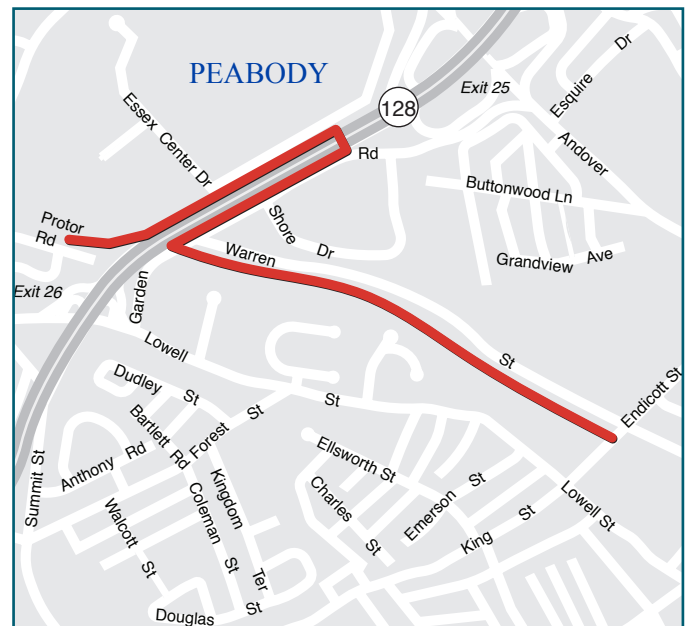 PEABODY
Exit 25
128
Esquire Dr
Andover
Essex Center Dr
Rd
Buttonwood Ln
Protor
Rd
Shore Dr
Warren
Grandview Ave
Exit 26
Garden
Lowell
St
Dudley St
St
Endicott St
Bartlett Rd
Forest St
Ellsworth St
Anthony Rd
Summit St
Kingdom Ter
Coleman St
Charles St
Emerson St
Lowell St
Walcott St
King St
Douglas St